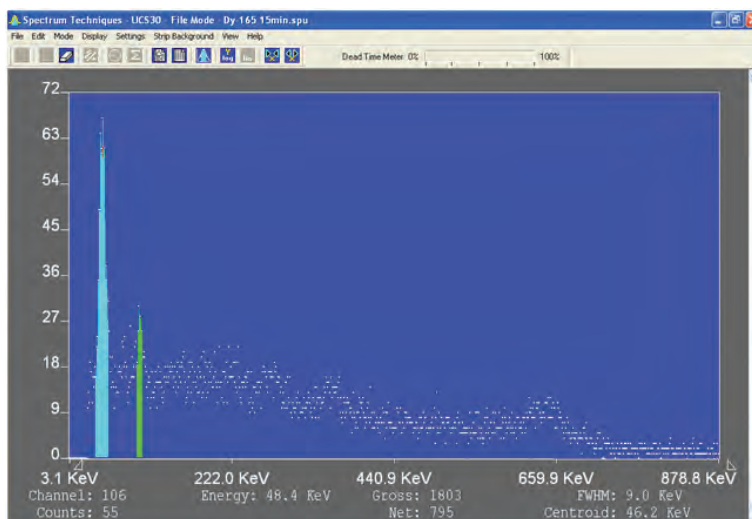 Spectrum Techniques - UCS30 - File Mode - Dy-165 15min.spu
File Edit Mode Display Settings Strip Background View Help
Dead Time Meter 0% 100%
72
63
54
45
36
27
18
9
0
3.1 KeV 222.0 KeV 440.9 KeV 659.9 KeV 878.8 KeV
Channel: 106 Energy: 48.4 KeV Gross: 1803 FWHM: 9.0 KeV
Counts: 55 Net: 795 Centroid: 46.2 KeV